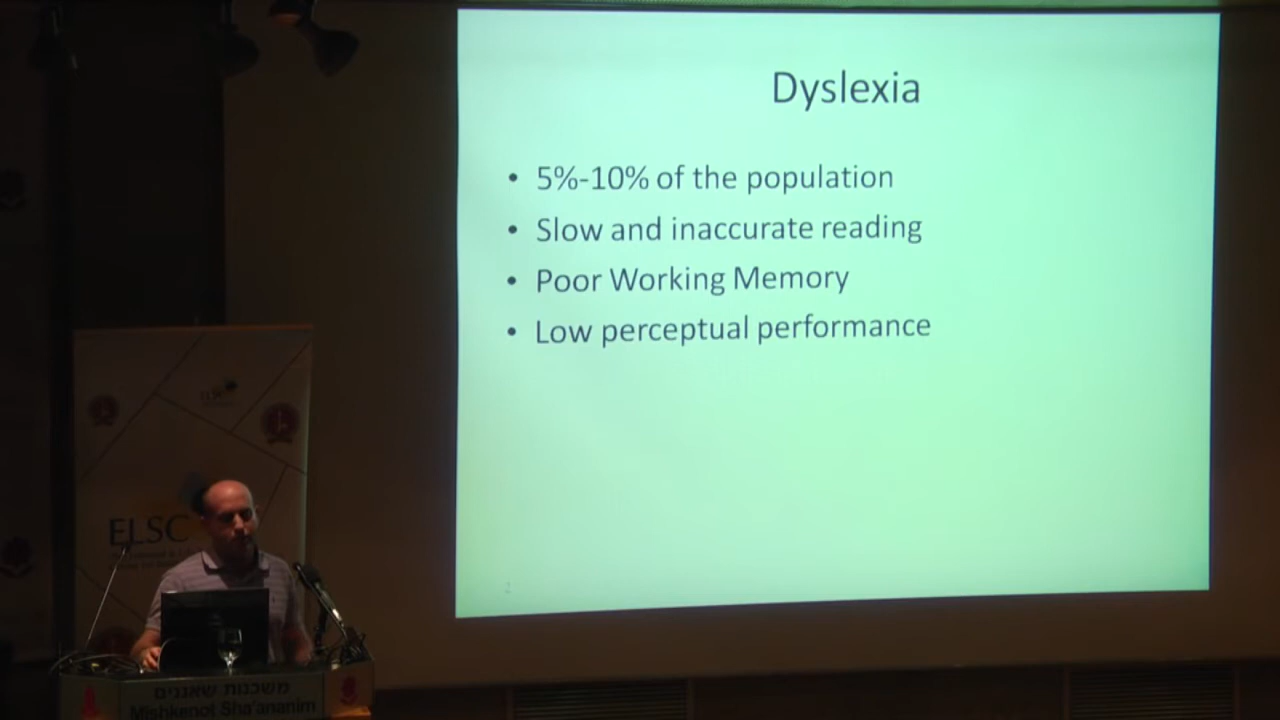 Dyslexia
• 5%-10% of the population
• Slow and inaccurate reading
• Poor Working Memory
• Low perceptual performance
ELSC
ELSC
משכנות שאננים
Mishkenot Sha'ananim